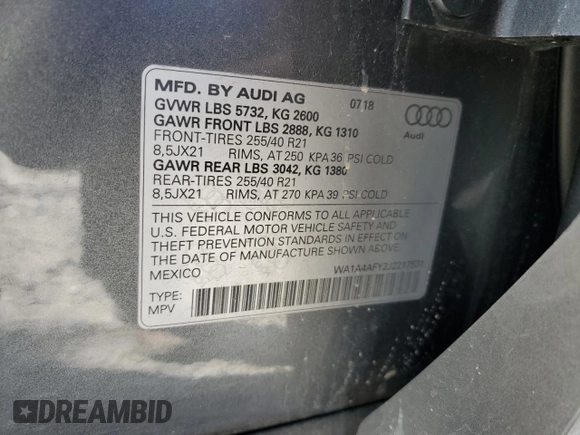 MFD. BY AUDI AG 07 18
GVWR LBS 5732, KG 2600
GAWR FRONT LBS 2888, KG 1310
FRONT-TIRES 255/40 R21
8,5JX21 RIMS, AT 250 KPA 36 PSI COLD
GAWR REAR LBS 3042, KG 1380
REAR-TIRES 255/40 R21
8,5JX21 RIMS, AT 270 KPA 39 PSI COLD
Audi
THIS VEHICLE CONFORMS TO ALL APPLICABLE
U.S. FEDERAL MOTOR VEHICLE SAFETY AND
THEFT PREVENTION STANDARDS IN EFFECT ON
THE DATE OF MANUFACTURE SHOWN ABOVE
MEXICO
TYPE:
MPV
DREAMBID